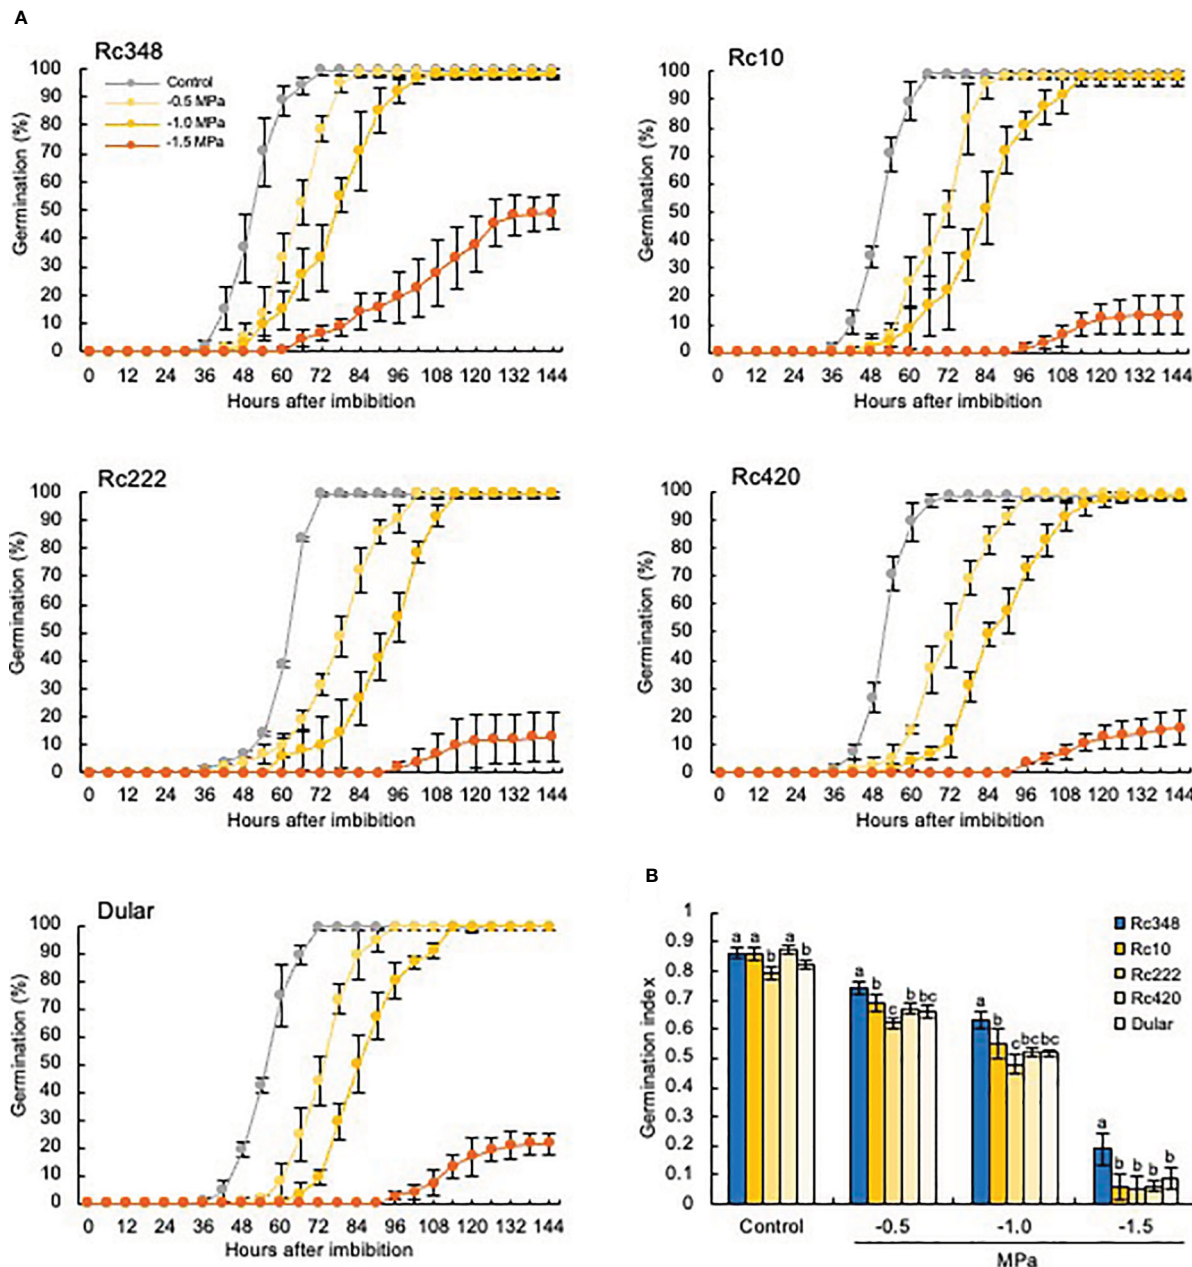 A
Rc348
Germination (%)
100
90
80
70
60
50
40
30
20
10
0
Control
-0.5 MPa
-1.0 MPa
-1.5 MPa
0 12 24 36 48 60 72 84 96 108 120 132 144
Hours after imbibition
Rc10
Germination (%)
100
90
80
70
60
50
40
30
20
10
0
0 12 24 36 48 60 72 84 96 108 120 132 144
Hours after imbibition
Rc222
Germination (%)
100
90
80
70
60
50
40
30
20
10
0
0 12 24 36 48 60 72 84 96 108 120 132 144
Hours after imbibition
Rc420
Germination (%)
100
90
80
70
60
50
40
30
20
10
0
0 12 24 36 48 60 72 84 96 108 120 132 144
Hours after imbibition
Dular
Germination (%)
100
90
80
70
60
50
40
30
20
10
0
0 12 24 36 48 60 72 84 96 108 120 132 144
Hours after imbibition
B
Germination index
1
0.9
0.8
0.7
0.6
0.5
0.4
0.3
0.2
0.1
0
Rc348
Rc10
Rc222
Rc420
Dular
a a b a b
a b c b bc
a b c bc bc
a b b b b
Control -0.5 -1.0 -1.5
MPa